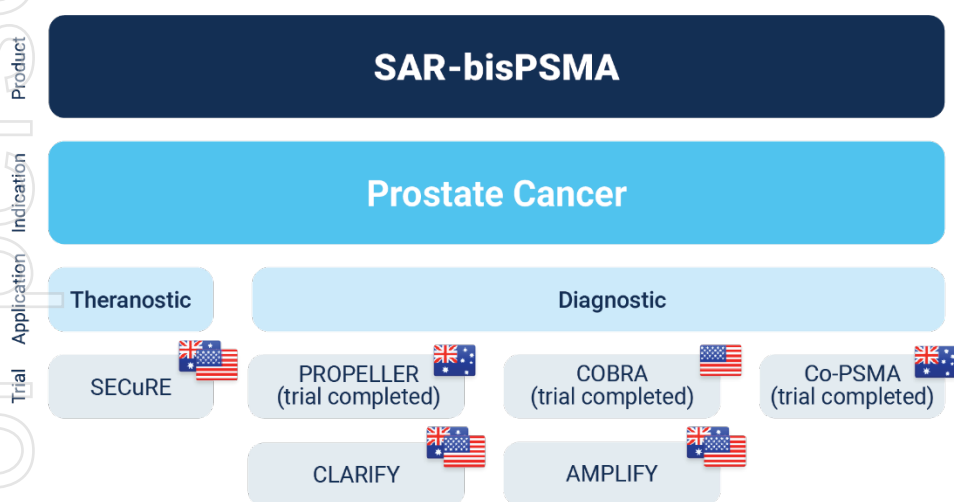 Product
SAR-bisPSMA
Indication
Prostate Cancer
Application
Theranostic
Diagnostic
Trial
SECuRE
PROPELLER
(trial completed)
COBRA
(trial completed)
Co-PSMA
(trial completed)
CLARIFY
AMPLIFY